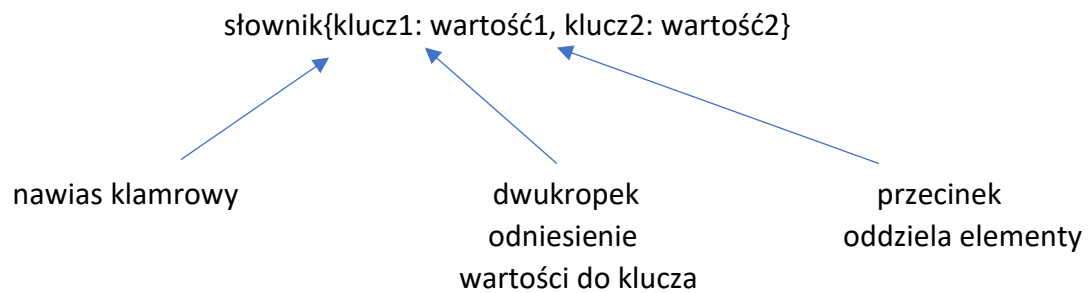 słownik{klucz1: wartość1, klucz2: wartość2}
nawias klamrowy
dwukropek
odniesienie
wartości do klucza
przecinek
oddziela elementy